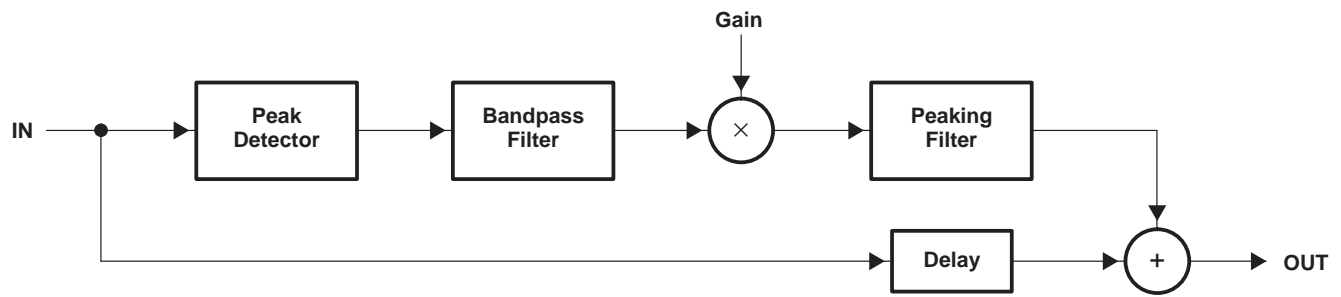 Gain
IN
Peak
Detector
Bandpass
Filter
×
Peaking
Filter
Delay
+
OUT